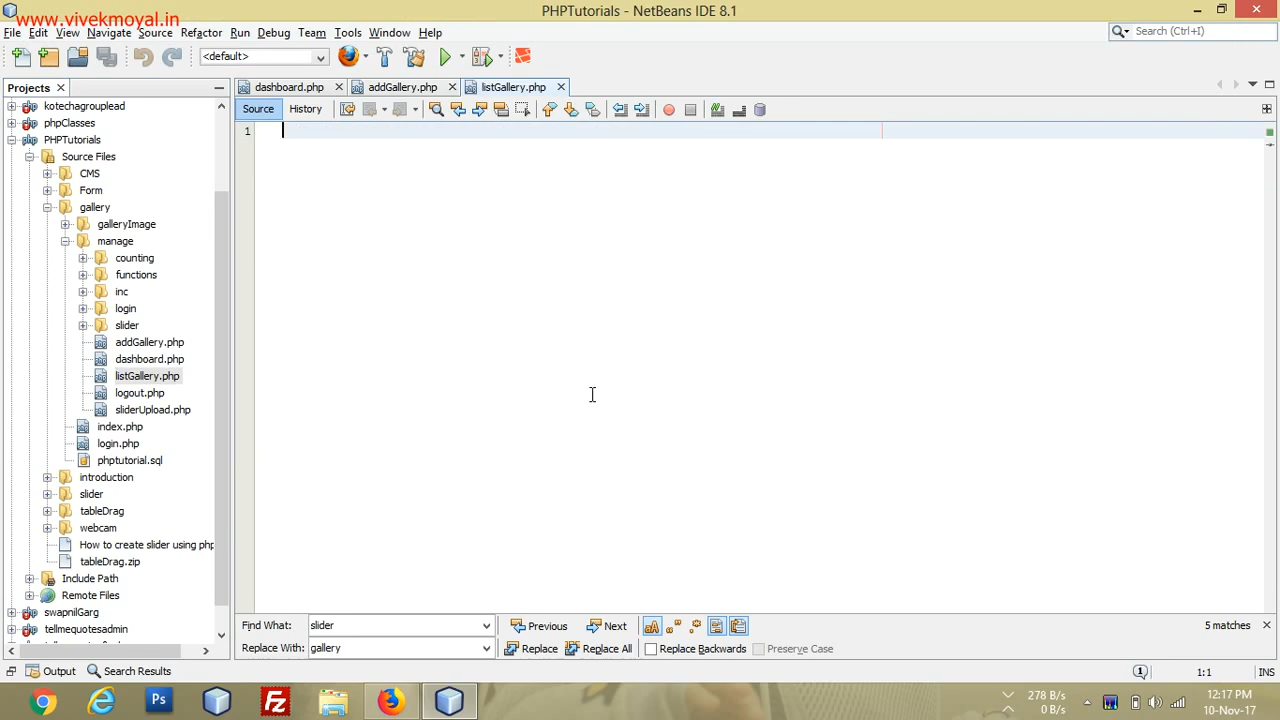 www.vivekmoyal.in
PHPTutorials - NetBeans IDE 8.1
File Edit View Navigate Source Refactor Run Debug Team Tools Window Help
Search (Ctrl+I)
<default>
Projects
dashboard.php addGallery.php listGallery.php
Source History
kotechagrouplead
phpClasses
PHPTutorials
Source Files
CMS
Form
gallery
galleryImage
manage
counting
functions
inc
login
slider
addGallery.php
dashboard.php
listGallery.php
logout.php
sliderUpload.php
index.php
login.php
phptutorial.sql
introduction
slider
tableDrag
webcam
How to create slider using php
tableDrag.zip
Include Path
Remote Files
swapnilGarg
tellmequotesadmin
1
Find What: slider Previous Next 5 matches
Replace With: gallery Replace Replace All Replace Backwards Preserve Case
Output Search Results 1:1 INS
278 B/s
0 B/s
12:17 PM
10-Nov-17